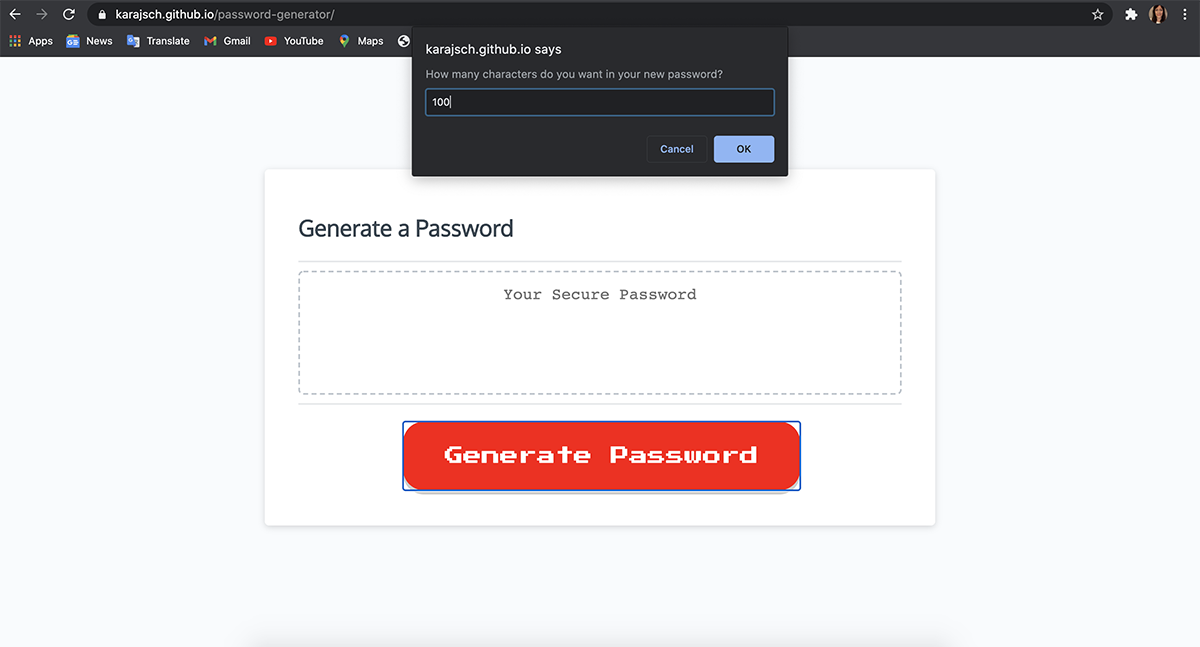 karajsch.github.io/password-generator/
Apps News Translate Gmail YouTube Maps
karajsch.github.io says
How many characters do you want in your new password?
100
Cancel OK
Generate a Password
Your Secure Password
Generate Password